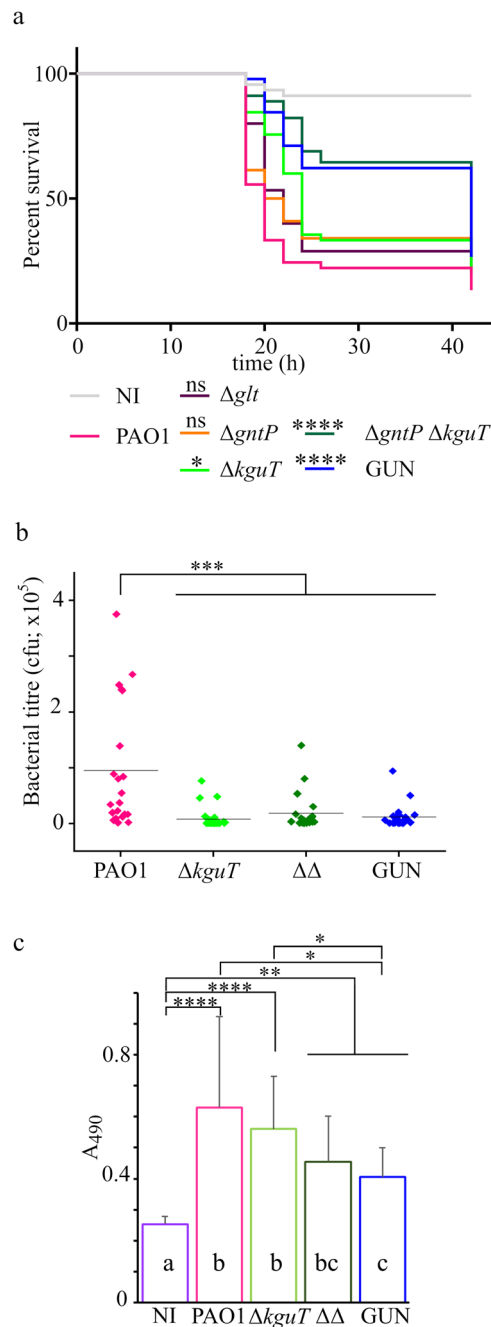 a
100
50
0
Percent survival
0 10 20 30 40
time (h)
NI
PAO1
ns Δglt
ns ΔgntP
* ΔkguT
**** ΔgntP ΔkguT
**** GUN
b
***
4
2
0
Bacterial titre (cfu; x10⁵)
PAO1 ΔkguT ΔΔ GUN
c
*
*
**
****
****
0.8
0.4
0
A490
a b b bc c
NI PAO1 ΔkguT ΔΔ GUN